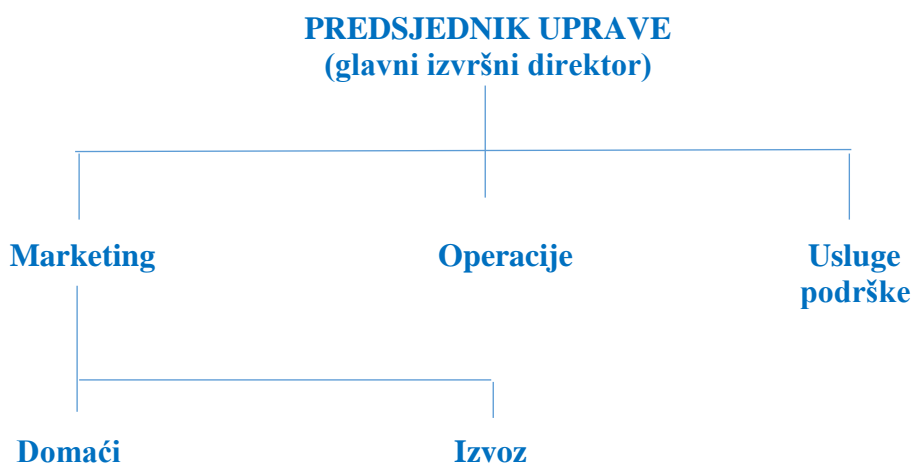 PREDSJEDNIK UPRAVE
(glavni izvršni direktor)
Marketing
Operacije
Usluge
podrške
Domaći
Izvoz